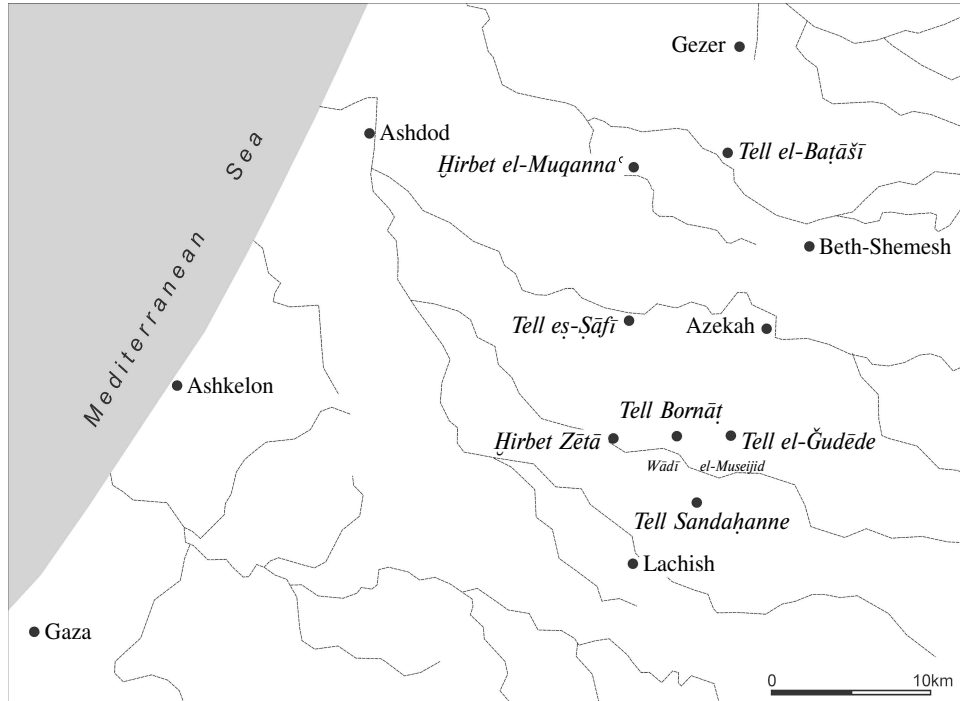 Gezer
Ashdod
Tell el-Baṭāšī
Ḫirbet el-Muqannaʿ
Mediterranean Sea
Beth-Shemesh
Tell eṣ-Ṣāfī
Azekah
Ashkelon
Tell Bornāṭ
Ḫirbet Zētā
Tell el-Ǧudēde
Wādī el-Museijid
Tell Sandaḥanne
Lachish
Gaza
0 10km